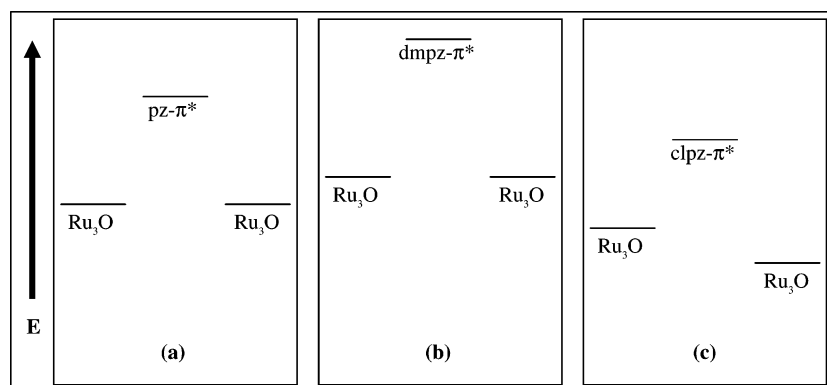 pz-π*
Ru₃O
Ru₃O
(a)
dmpz-π*
Ru₃O
Ru₃O
(b)
clpz-π*
Ru₃O
Ru₃O
(c)
E